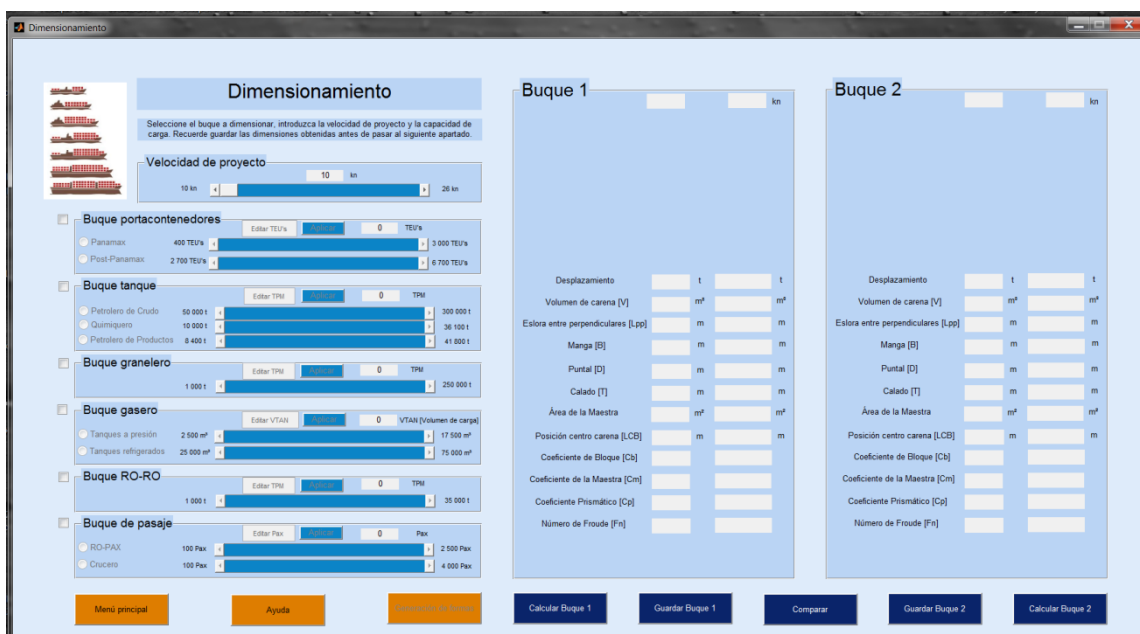 Dimensionamiento
Dimensionamiento
Seleccione el buque a dimensionar, introduzca la velocidad de proyecto y la capacidad de
carga. Recuerde guardar las dimensiones obtenidas antes de pasar al siguiente apartado.
Velocidad de proyecto
10 kn
10 kn 26 kn
Buque portacontenedores
Editar TEU's Aplicar 0 TEU's
Panamax 400 TEU's 3 000 TEU's
Post-Panamax 2 700 TEU's 6 700 TEU's
Buque tanque
Editar TPM Aplicar 0 TPM
Petrolero de Crudo 50 000 t 300 000 t
Quimiquero 10 000 t 36 100 t
Petrolero de Productos 8 400 t 41 800 t
Buque granelero
Editar TPM Aplicar 0 TPM
1 000 t 250 000 t
Buque gasero
Editar VTAN Aplicar 0 VTAN [Volumen de carga]
Tanques a presión 2 500 m³ 17 500 m³
Tanques refrigerados 25 000 m³ 75 000 m³
Buque RO-RO
Editar TPM Aplicar 0 TPM
1 000 t 35 000 t
Buque de pasaje
Editar Pax Aplicar 0 Pax
RO-PAX 100 Pax 2 500 Pax
Crucero 100 Pax 4 000 Pax
Menú principal
Ayuda
Buque 1
kn
Desplazamiento t t
Volumen de carena [V] m³ m³
Eslora entre perpendiculares [Lpp] m m
Manga [B] m m
Puntal [D] m m
Calado [T] m m
Área de la Maestra m² m²
Posición centro carena [LCB] m m
Coeficiente de Bloque [Cb]
Coeficiente de la Maestra [Cm]
Coeficiente Prismático [Cp]
Número de Froude [Fn]
Buque 2
kn
Desplazamiento t t
Volumen de carena [V] m³ m³
Eslora entre perpendiculares [Lpp] m m
Manga [B] m m
Puntal [D] m m
Calado [T] m m
Área de la Maestra m² m²
Posición centro carena [LCB] m m
Coeficiente de Bloque [Cb]
Coeficiente de la Maestra [Cm]
Coeficiente Prismático [Cp]
Número de Froude [Fn]
Calcular Buque 1
Guardar Buque 1
Comparar
Guardar Buque 2
Calcular Buque 2